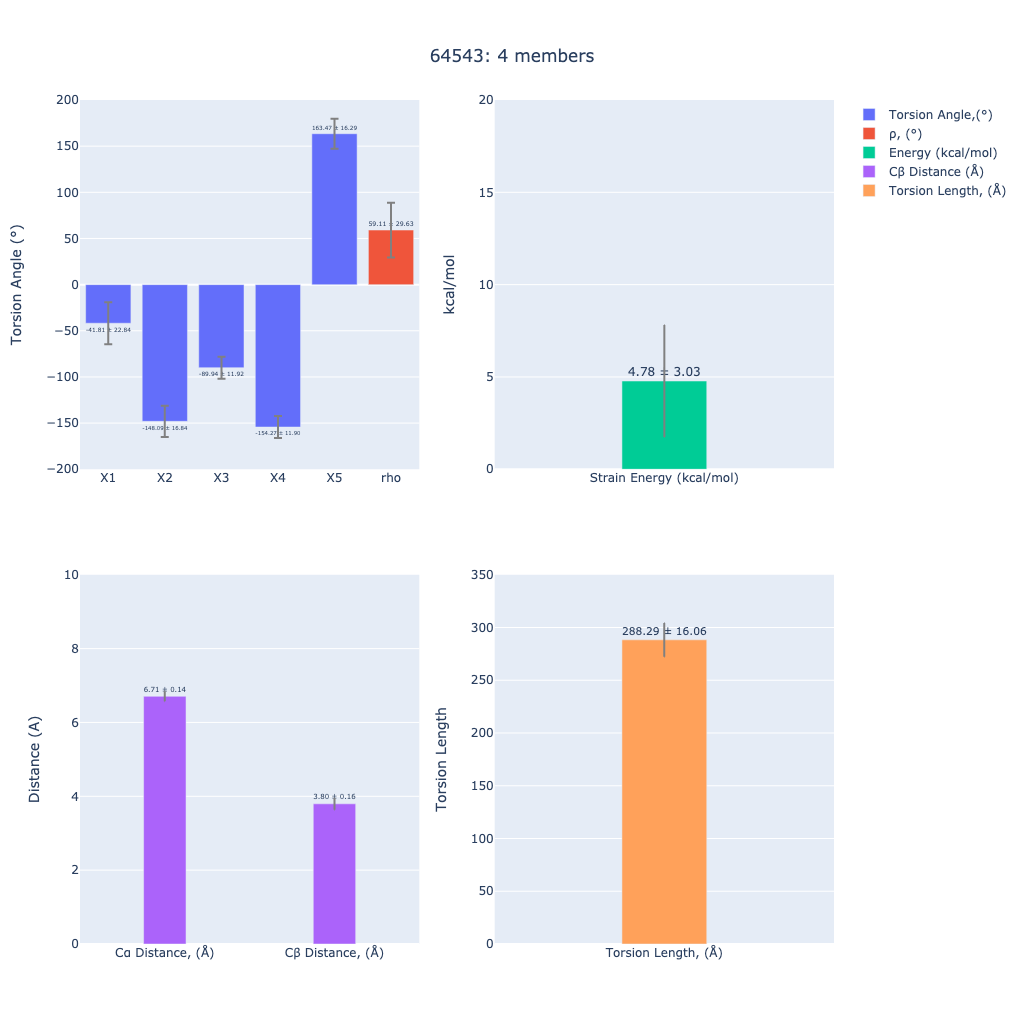 64543: 4 members
Torsion Angle (°)
200
150
100
50
0
−50
−100
−150
−200
-41.81 ± 22.84
-148.09 ± 16.84
-89.94 ± 11.92
-154.27 ± 11.90
163.47 ± 16.29
59.11 ± 29.63
X1 X2 X3 X4 X5 rho
kcal/mol
20
15
10
5
0
4.78 ± 3.03
Strain Energy (kcal/mol)
Torsion Angle,(°)
ρ, (°)
Energy (kcal/mol)
Cβ Distance (Å)
Torsion Length, (Å)
Distance (A)
10
8
6
4
2
0
6.71 ± 0.14
3.80 ± 0.16
Cα Distance, (Å) Cβ Distance, (Å)
Torsion Length
350
300
250
200
150
100
50
0
288.29 ± 16.06
Torsion Length, (Å)